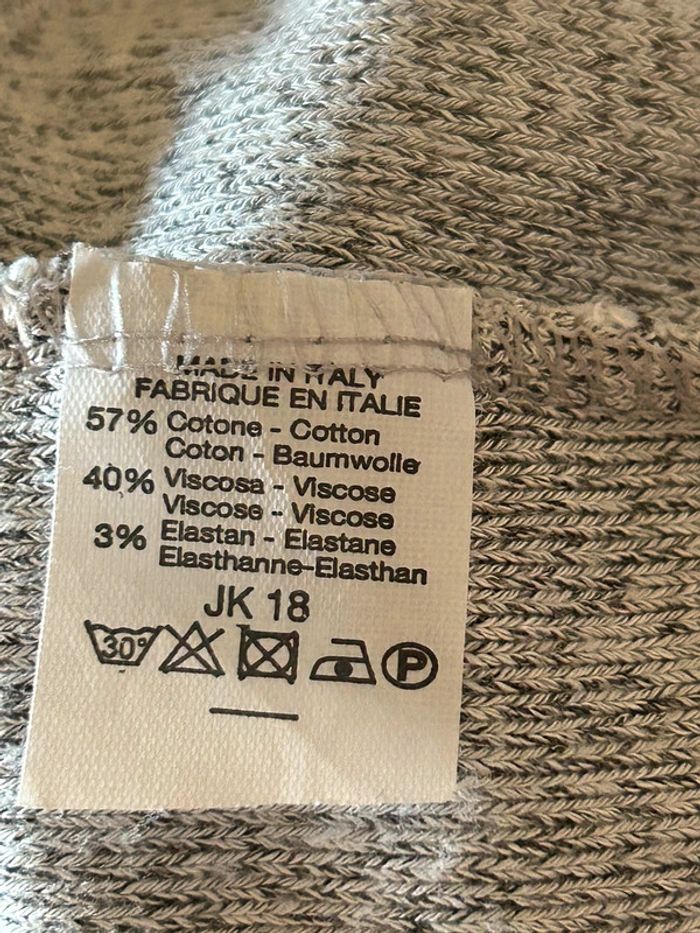 MADE IN ITALY
FABRIQUE EN ITALIE
57% Cotone - Cotton
Coton - Baumwolle
40% Viscosa - Viscose
Viscose - Viscose
3% Elastan - Elastane
Elasthanne-Elasthan
JK 18
30° P